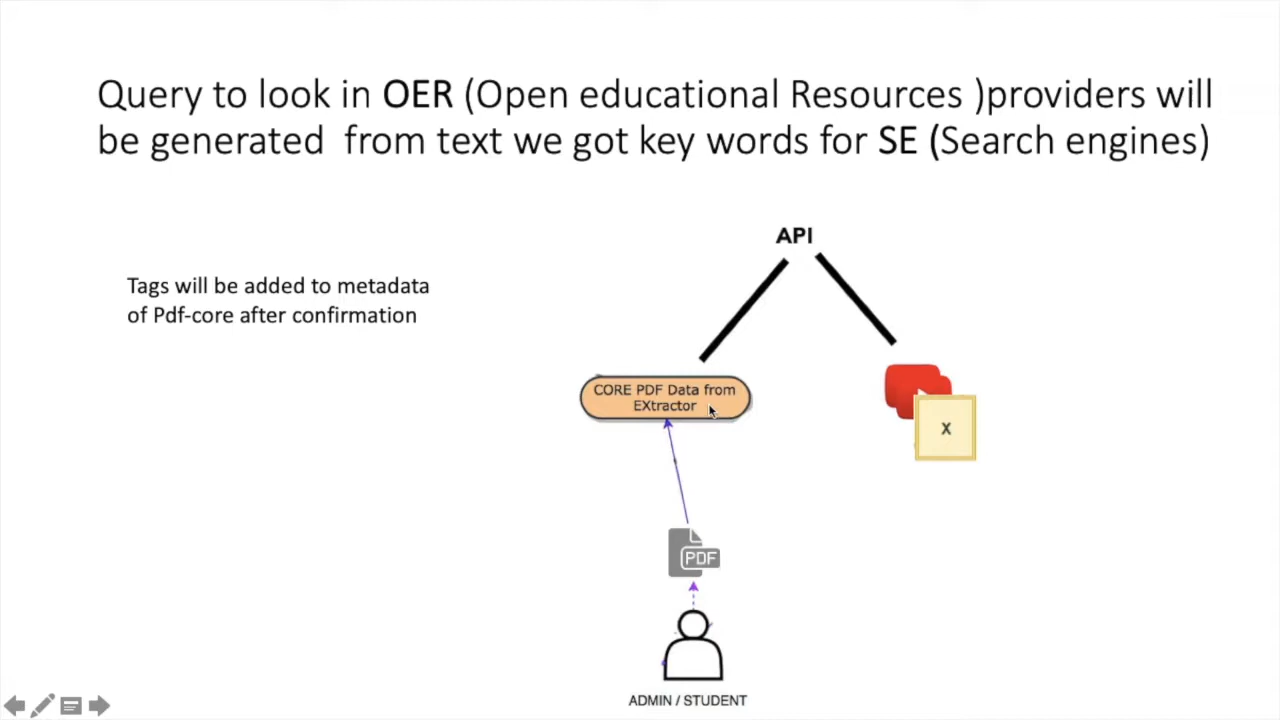 Query to look in OER (Open educational Resources )providers will
be generated  from text we got key words for SE (Search engines)
API
Tags will be added to metadata
of Pdf-core after confirmation
CORE PDF Data from
EXtractor
X
PDF
ADMIN / STUDENT